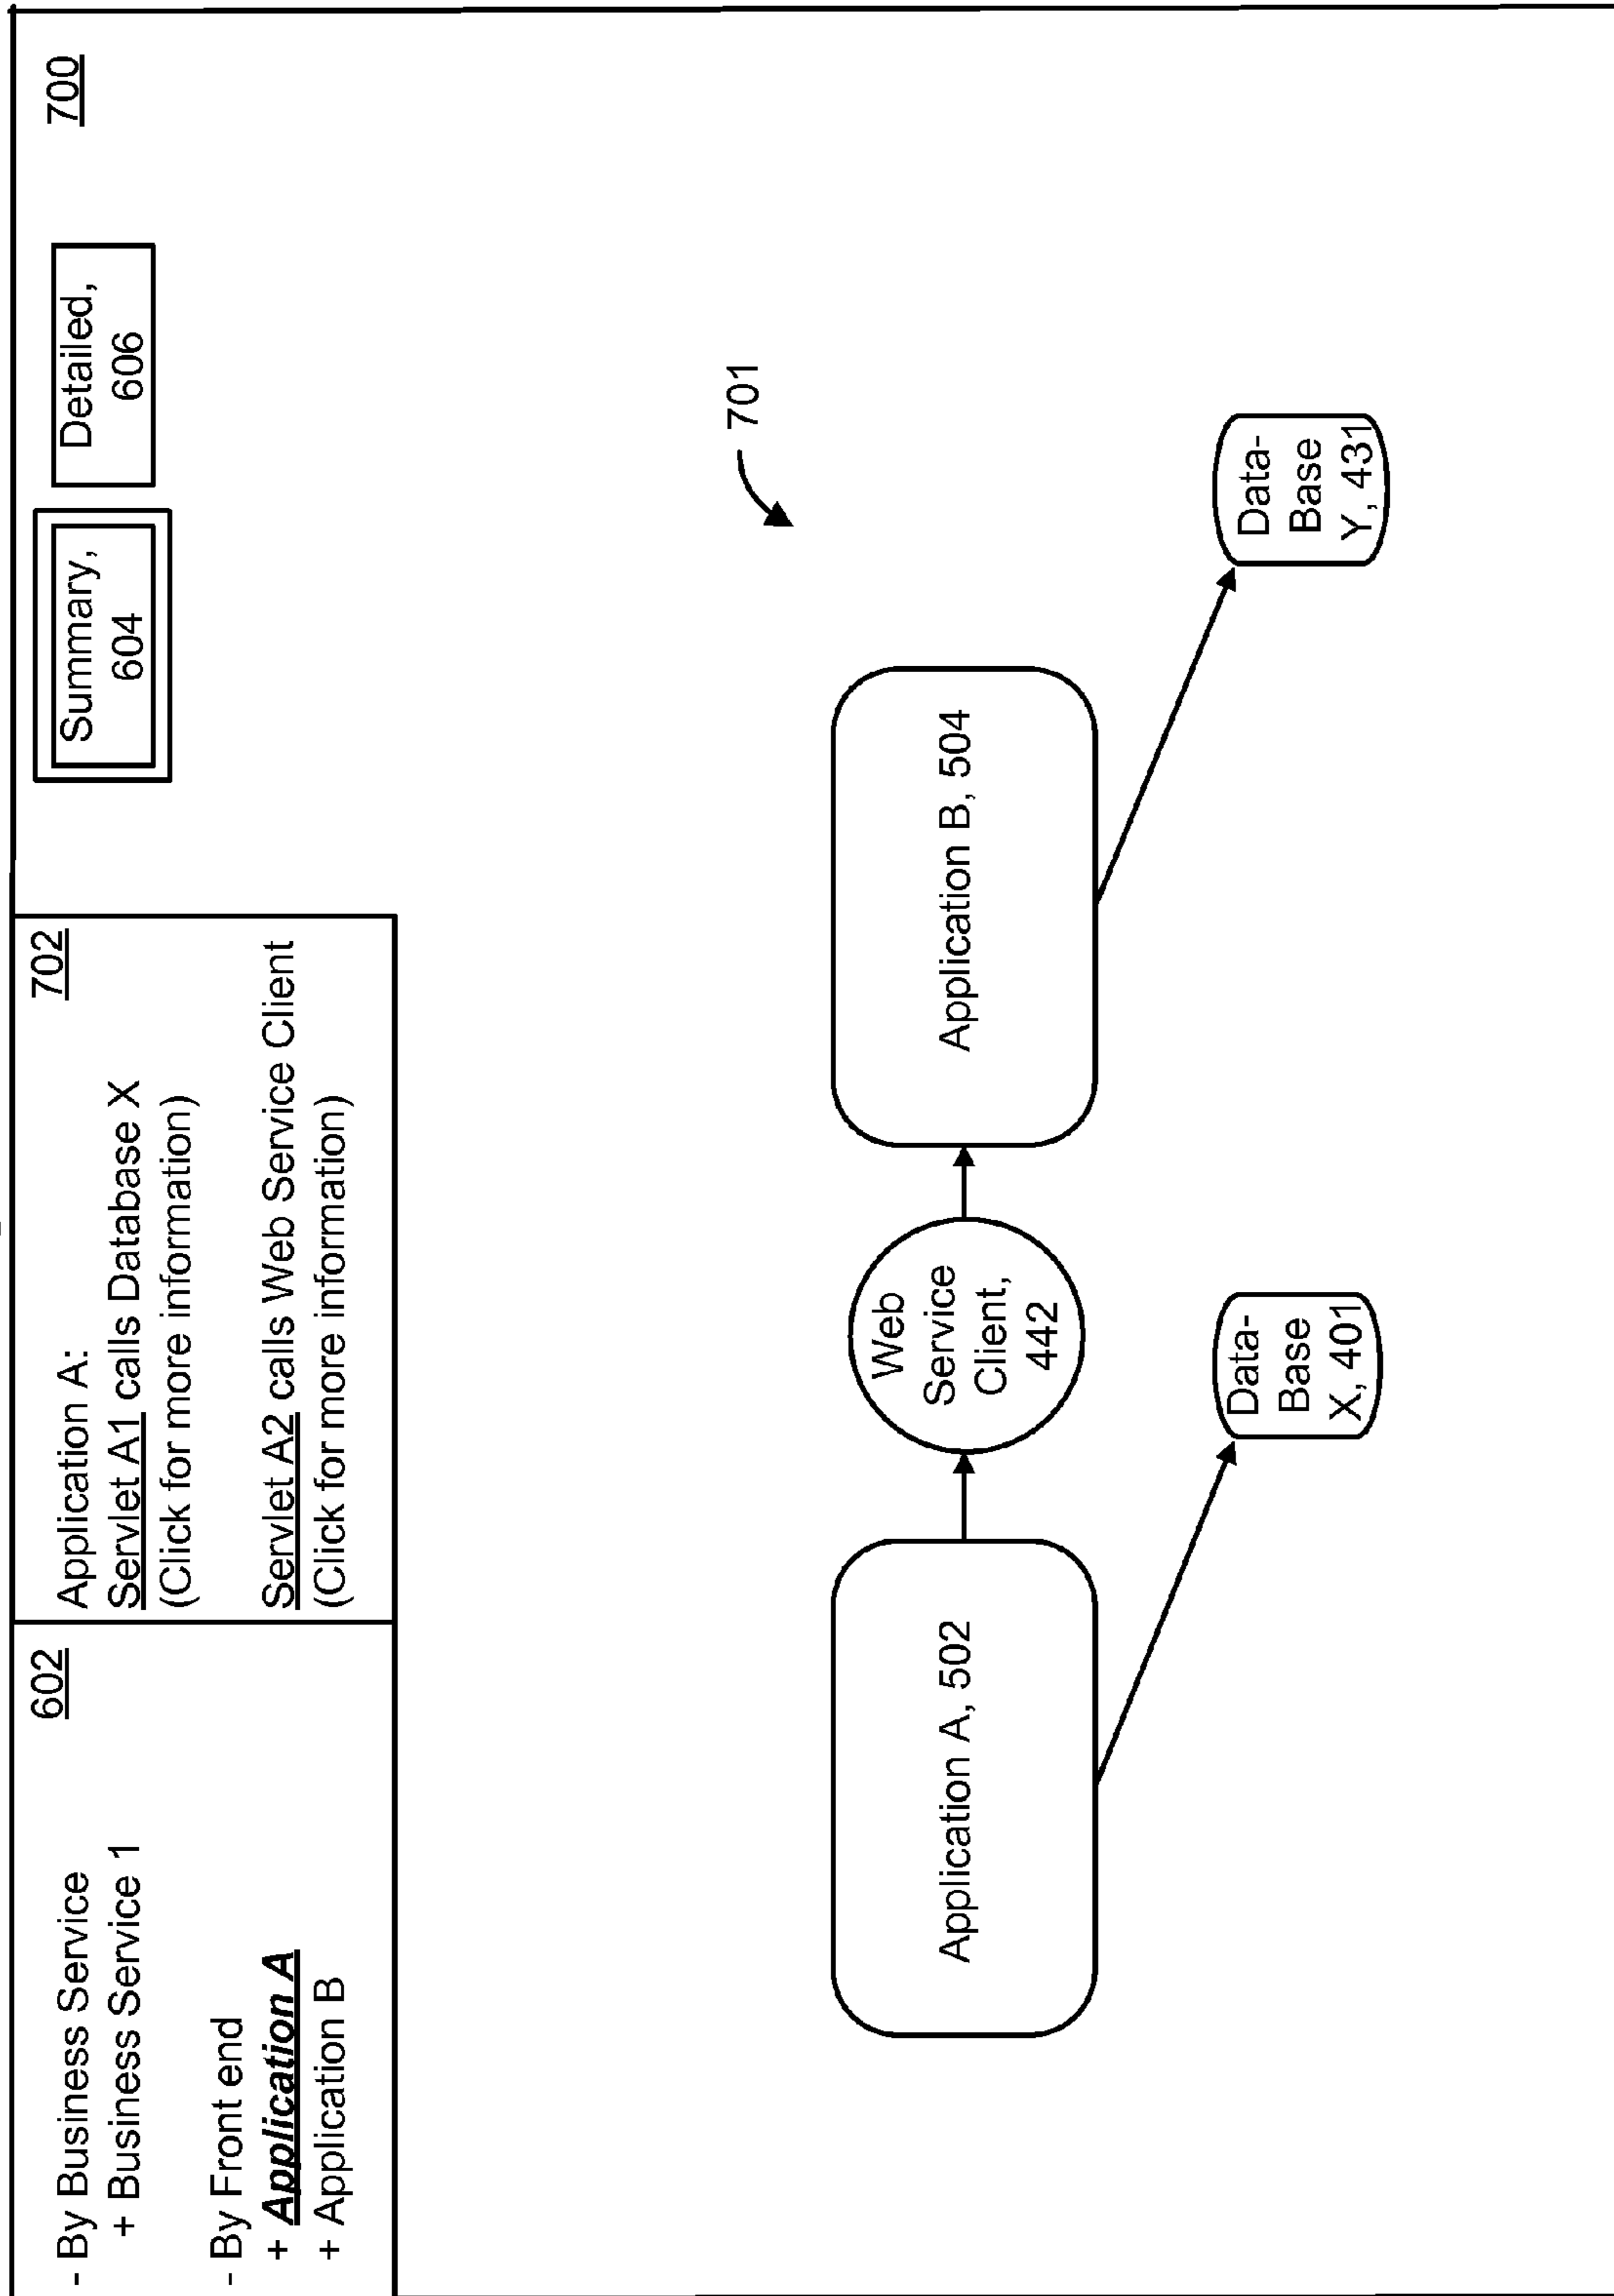 602
- By Business Service
+ Business Service 1
- By Front end
+ Application A
+ Application B
702
Application A:
Servlet A1 calls Database X
(Click for more information)
Servlet A2 calls Web Service Client
(Click for more information)
Summary,
604
Detailed,
606
700
701
Application A, 502
Web
Service
Client,
442
Application B, 504
Data-
Base
X, 401
Data-
Base
Y, 431